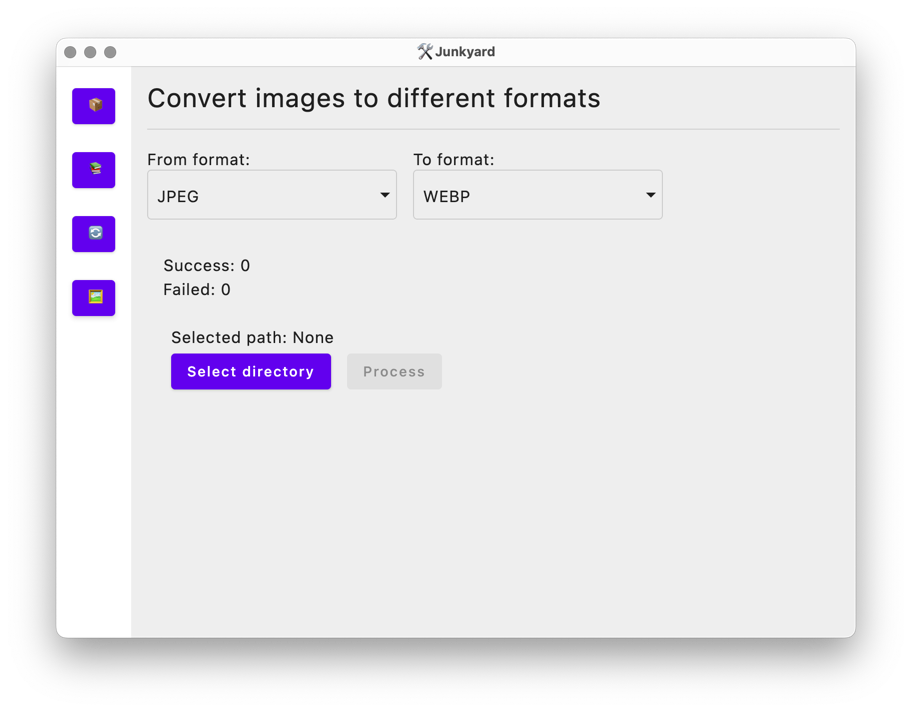 🛠️Junkyard
Convert images to different formats
From format: To format:
JPEG WEBP
Success: 0
Failed: 0
Selected path: None
Select directory Process